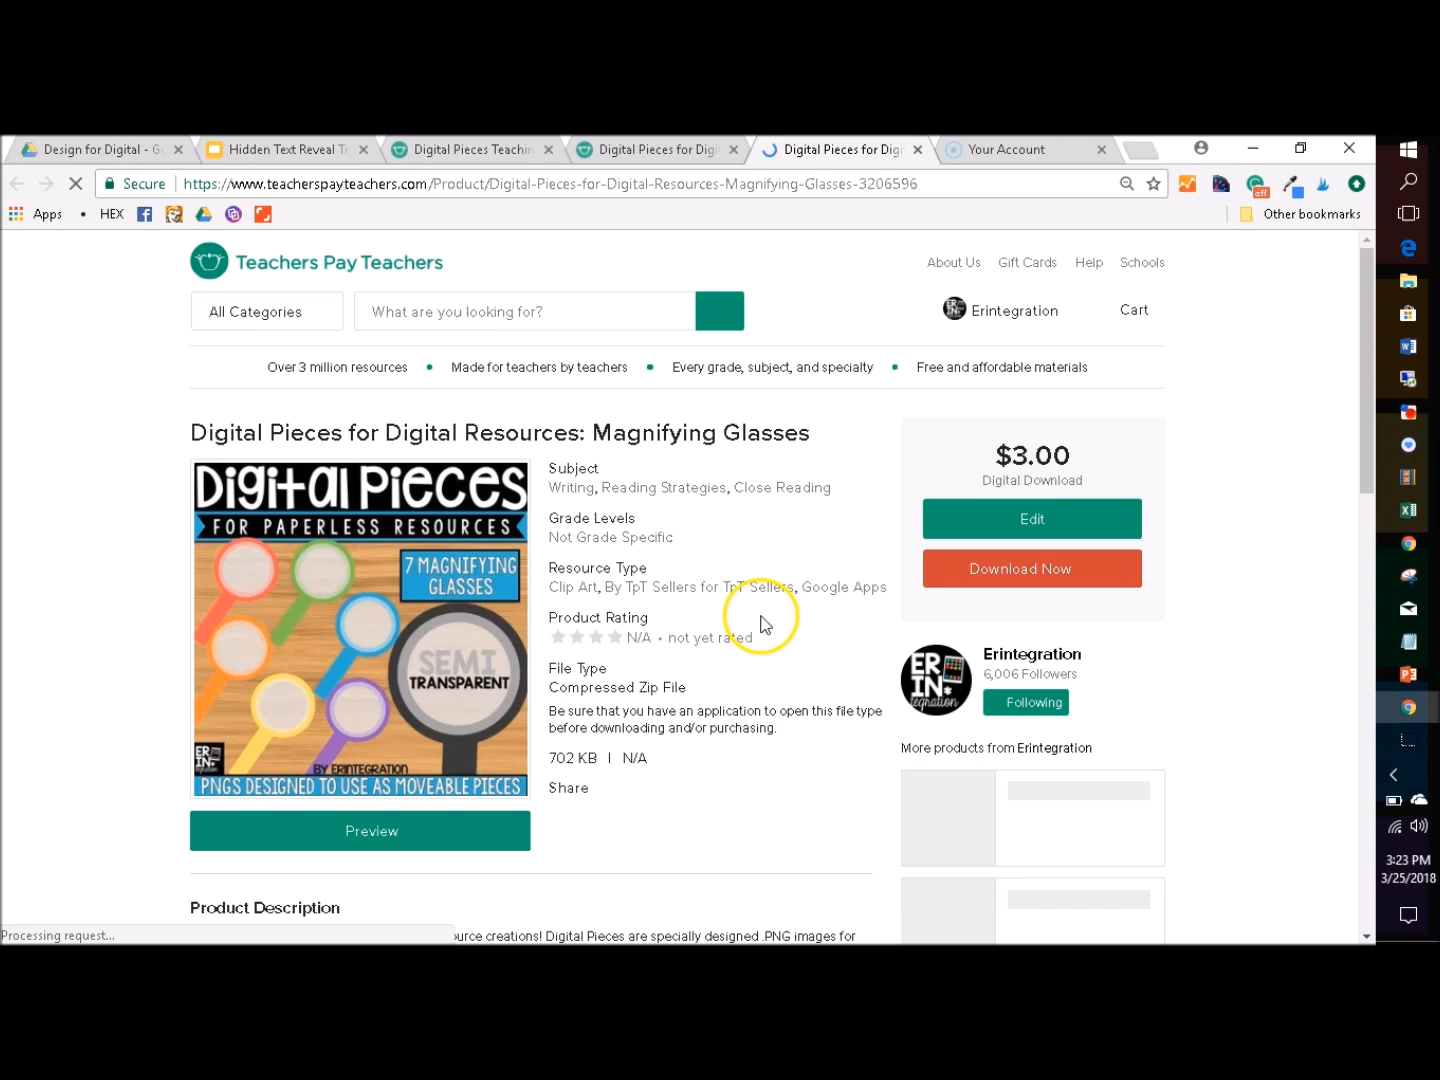 Design for Digital - G
Hidden Text Reveal Tr
Digital Pieces Teachin
Digital Pieces for Digi
Digital Pieces for Digi
Your Account
Secure
https://www.teacherspayteachers.com/Product/Digital-Pieces-for-Digital-Resources-Magnifying-Glasses-3206596
off
Apps
HEX
Other bookmarks
Teachers Pay Teachers
About Us
Gift Cards
Help
Schools
All Categories
What are you looking for?
Erintegration
Cart
Over 3 million resources • Made for teachers by teachers • Every grade, subject, and specialty • Free and affordable materials
Digital Pieces for Digital Resources: Magnifying Glasses
Digital Pieces
FOR PAPERLESS RESOURCES
7 MAGNIFYING
GLASSES
SEMI
TRANSPARENT
BY ERINTEGRATION
PNGS DESIGNED TO USE AS MOVEABLE PIECES
Preview
Subject
Writing, Reading Strategies, Close Reading
Grade Levels
Not Grade Specific
Resource Type
Clip Art, By TpT Sellers for TpT Sellers, Google Apps
Product Rating
N/A • not yet rated
File Type
Compressed Zip File
Be sure that you have an application to open this file type
before downloading and/or purchasing.
702 KB | N/A
Share
$3.00
Digital Download
Edit
Download Now
ERIN*
tegration
Erintegration
6,006 Followers
Following
More products from Erintegration
Product Description
ource creations! Digital Pieces are specially designed .PNG images for
Processing request...
3:23 PM
3/25/2018